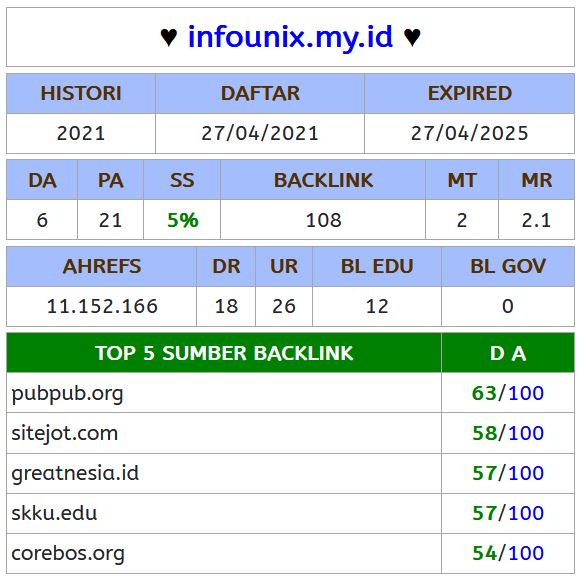 ♥ infounix.my.id ♥
HISTORI DAFTAR EXPIRED
2021 27/04/2021 27/04/2025
DA PA SS BACKLINK MT MR
6 21 5% 108 2 2.1
AHREFS DR UR BL EDU BL GOV
11.152.166 18 26 12 0
TOP 5 SUMBER BACKLINK D A
pubpub.org 63/100
sitejot.com 58/100
greatnesia.id 57/100
skku.edu 57/100
corebos.org 54/100